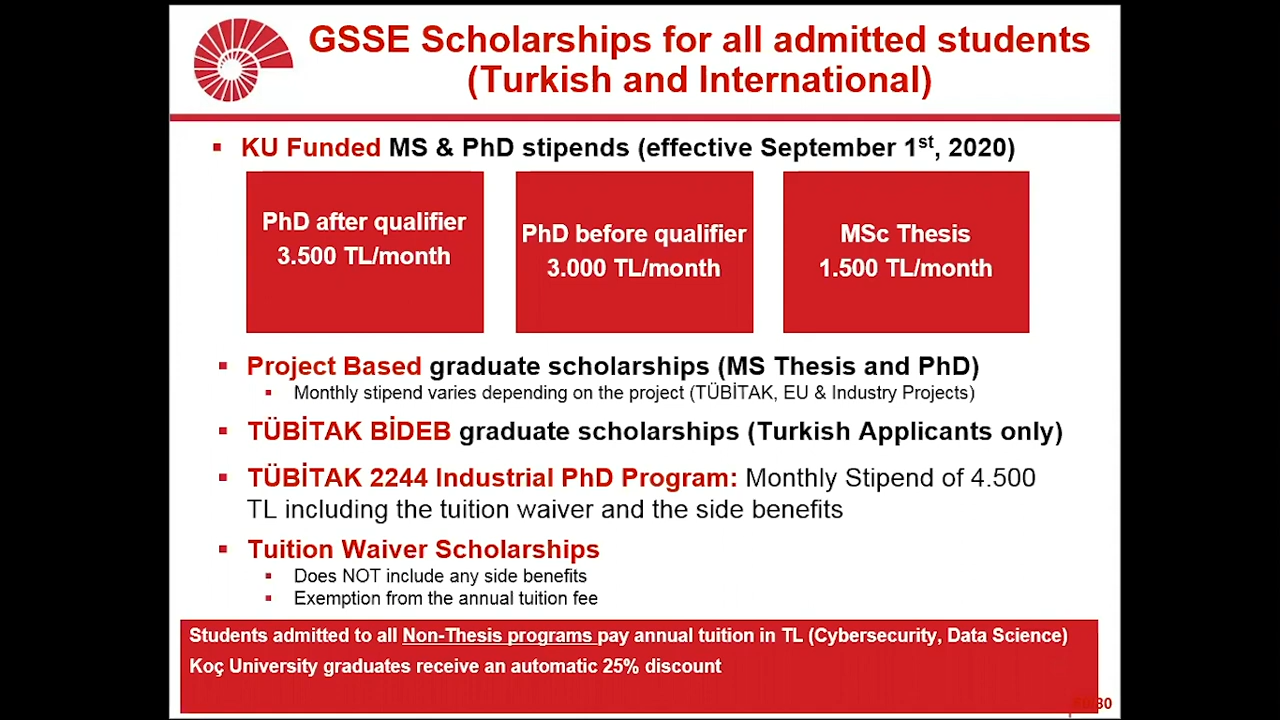 GSSE Scholarships for all admitted students
(Turkish and International)
KU Funded MS & PhD stipends (effective September 1st, 2020)
PhD after qualifier
3.500 TL/month
PhD before qualifier
3.000 TL/month
MSc Thesis
1.500 TL/month
Project Based graduate scholarships (MS Thesis and PhD)
Monthly stipend varies depending on the project (TÜBİTAK, EU & Industry Projects)
TÜBİTAK BİDEB graduate scholarships (Turkish Applicants only)
TÜBİTAK 2244 Industrial PhD Program: Monthly Stipend of 4.500
TL including the tuition waiver and the side benefits
Tuition Waiver Scholarships
Does NOT include any side benefits
Exemption from the annual tuition fee
Students admitted to all Non-Thesis programs pay annual tuition in TL (Cybersecurity, Data Science)
Koç University graduates receive an automatic 25% discount